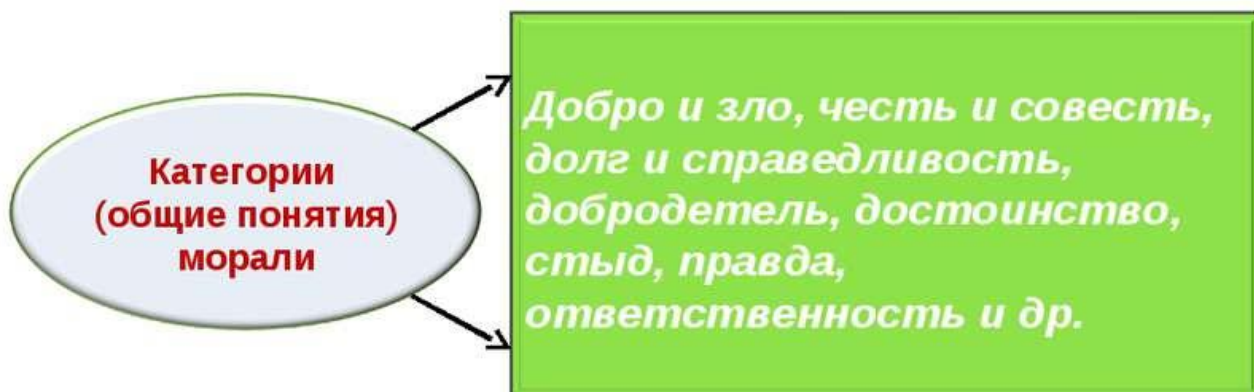 Категории
(общие понятия)
морали
Добро и зло, честь и совесть,
долг и справедливость,
добродетель, достоинство,
стыд, правда,
ответственность и др.